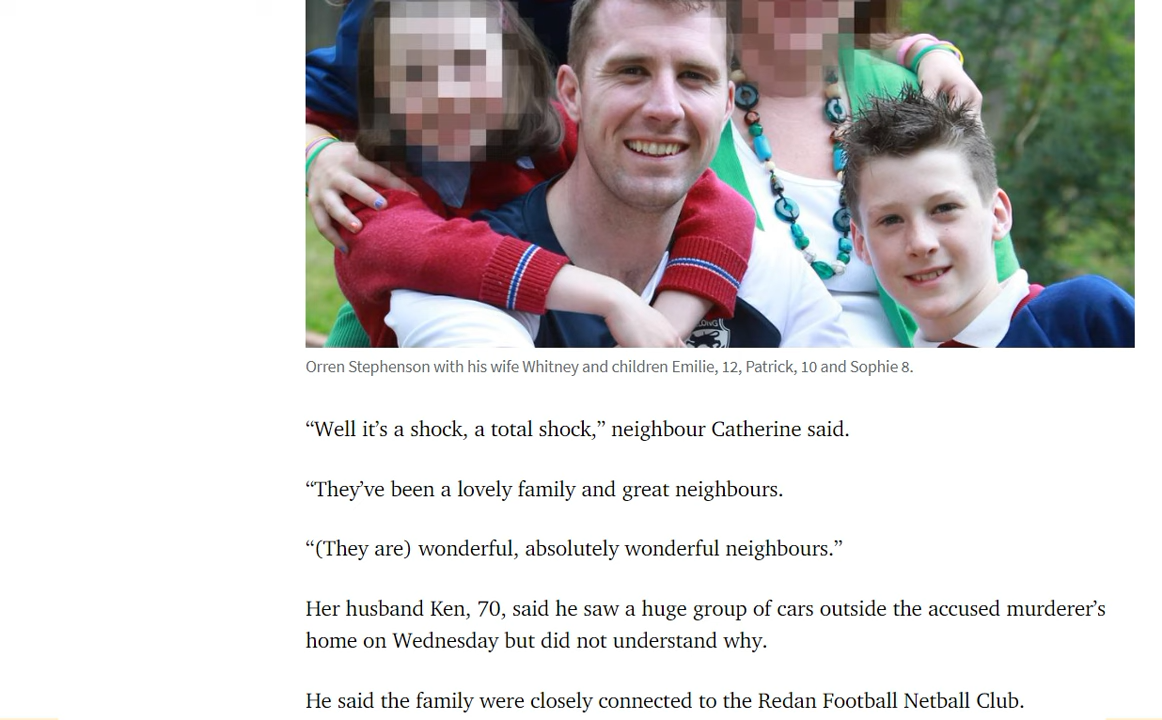 Orren Stephenson with his wife Whitney and children Emilie, 12, Patrick, 10 and Sophie 8.
“Well it’s a shock, a total shock,” neighbour Catherine said.
“They’ve been a lovely family and great neighbours.
“(They are) wonderful, absolutely wonderful neighbours.”
Her husband Ken, 70, said he saw a huge group of cars outside the accused murderer’s
home on Wednesday but did not understand why.
He said the family were closely connected to the Redan Football Netball Club.